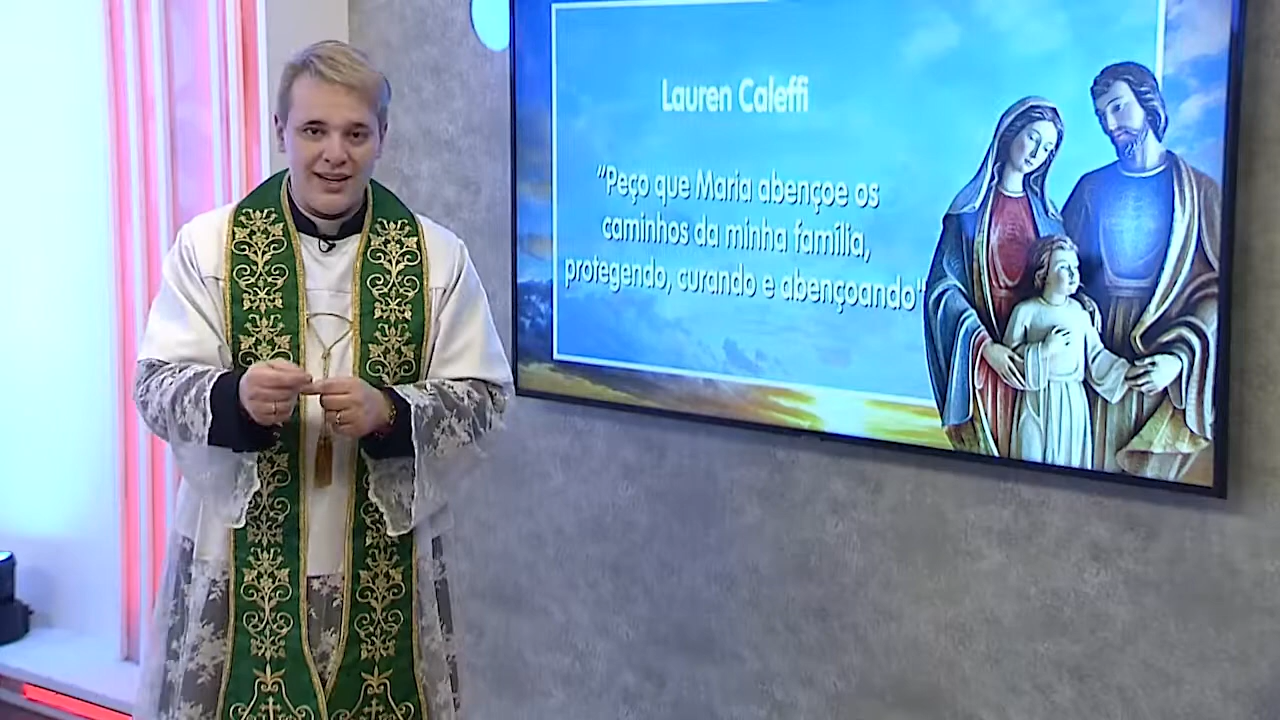 Lauren Caleffi
"Peço que Maria abençoe os
caminhos da minha família,
protegendo, curando e abençoando"